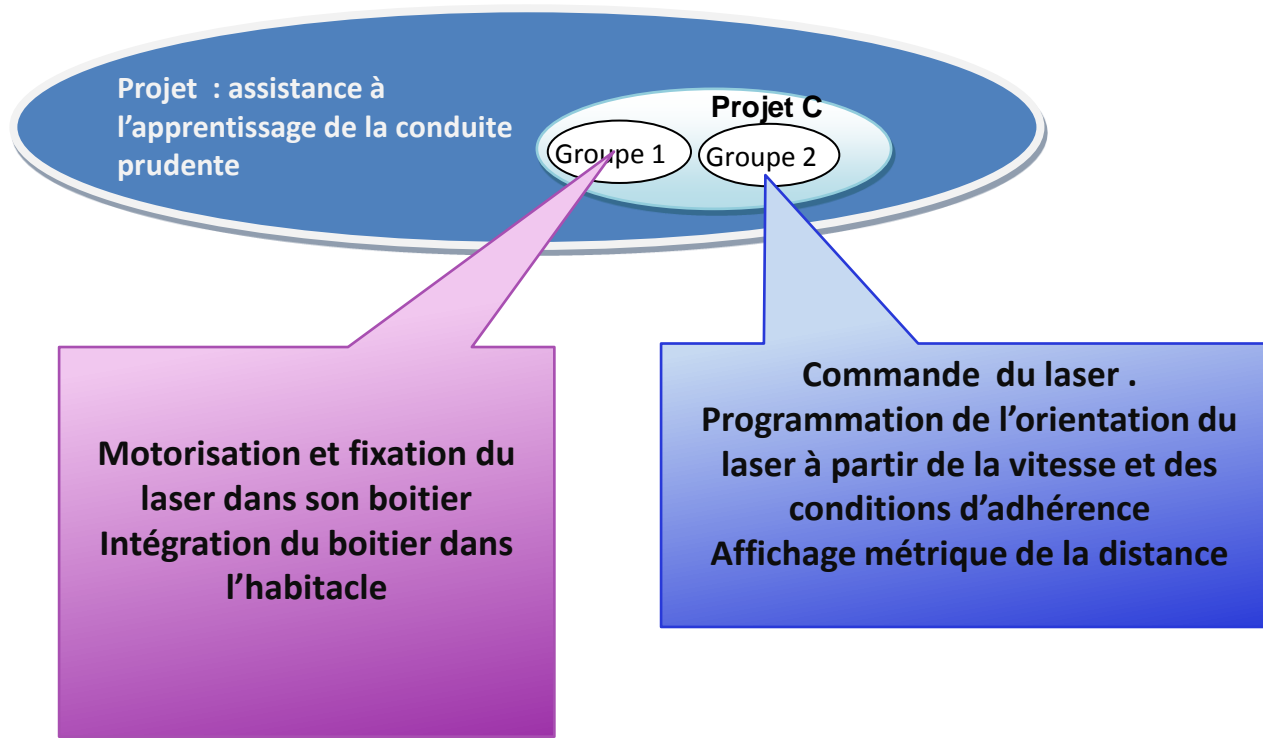 Projet : assistance à
l'apprentissage de la conduite
prudente
Projet C
Groupe 1
Groupe 2
Motorisation et fixation du
laser dans son boitier
Intégration du boitier dans
l'habitacle
Commande du laser .
Programmation de l'orientation du
laser à partir de la vitesse et des
conditions d'adhérence
Affichage métrique de la distance